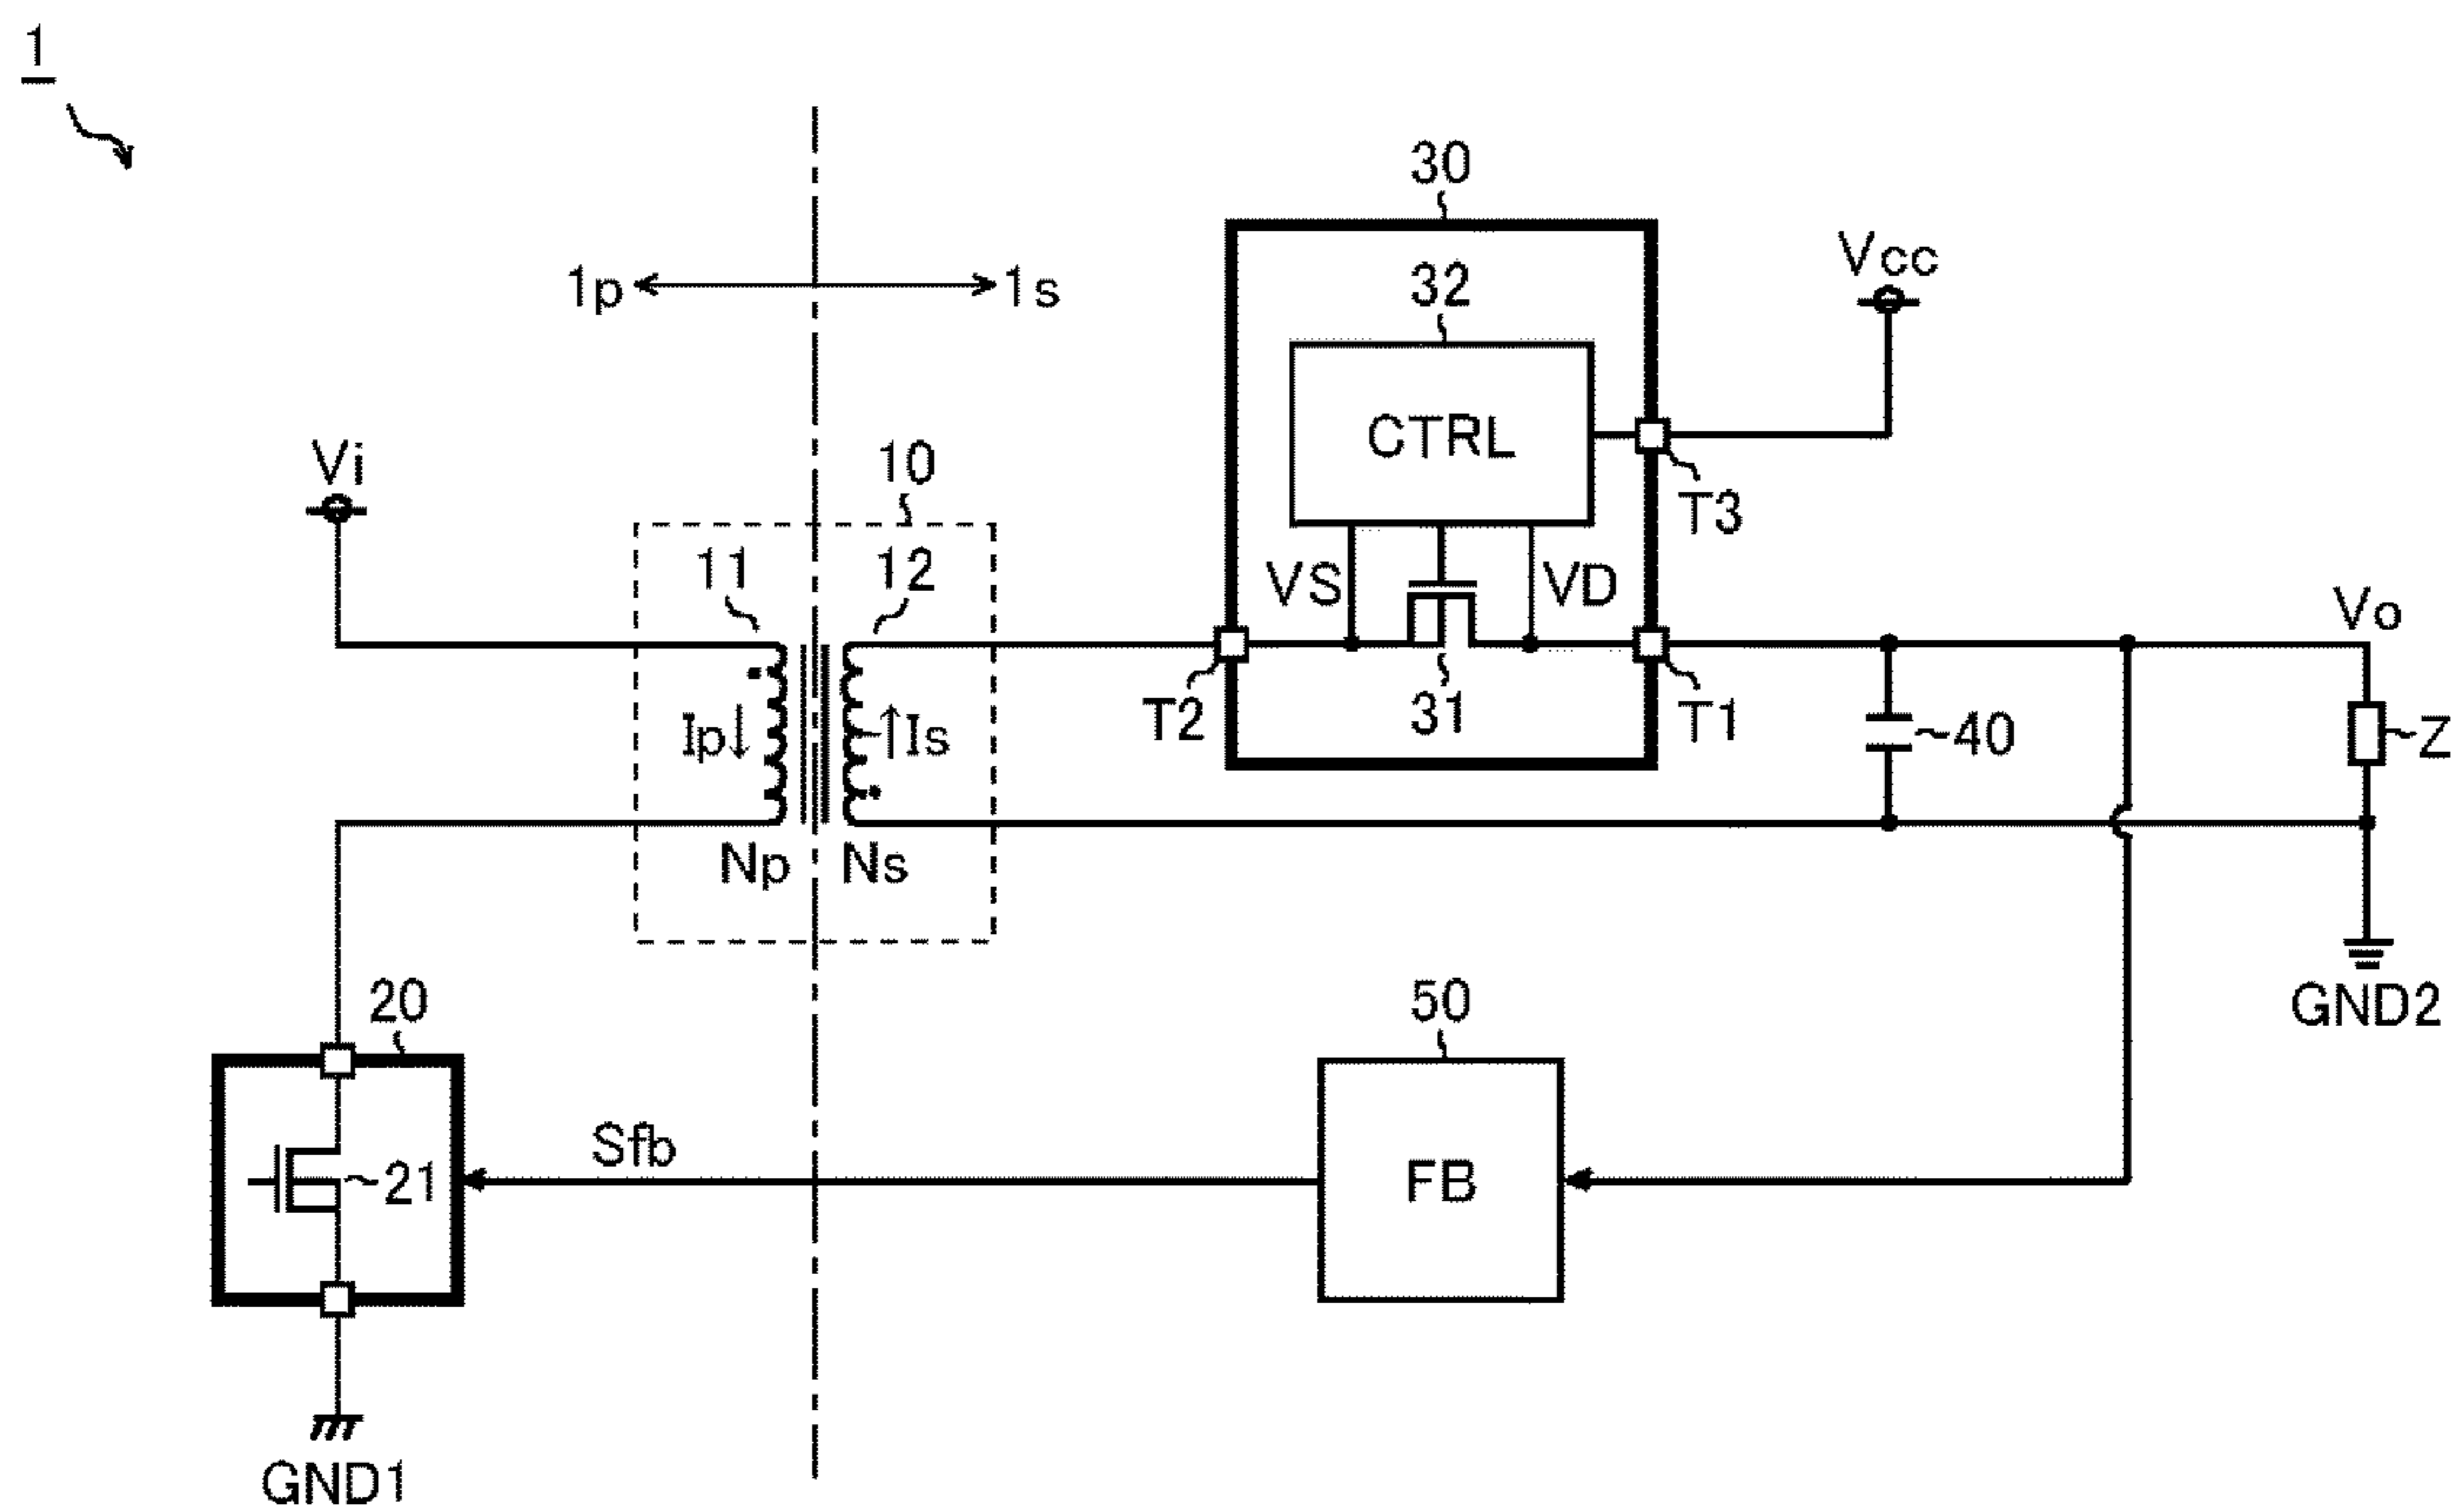 1
30
1p
1s
32
Vcc
CTRL
Vi
10
T3
11
12
VS
VD
Vo
T2
31
T1
Ip
Is
40
Z
Np
Ns
20
50
GND2
Sfb
21
FB
GND1